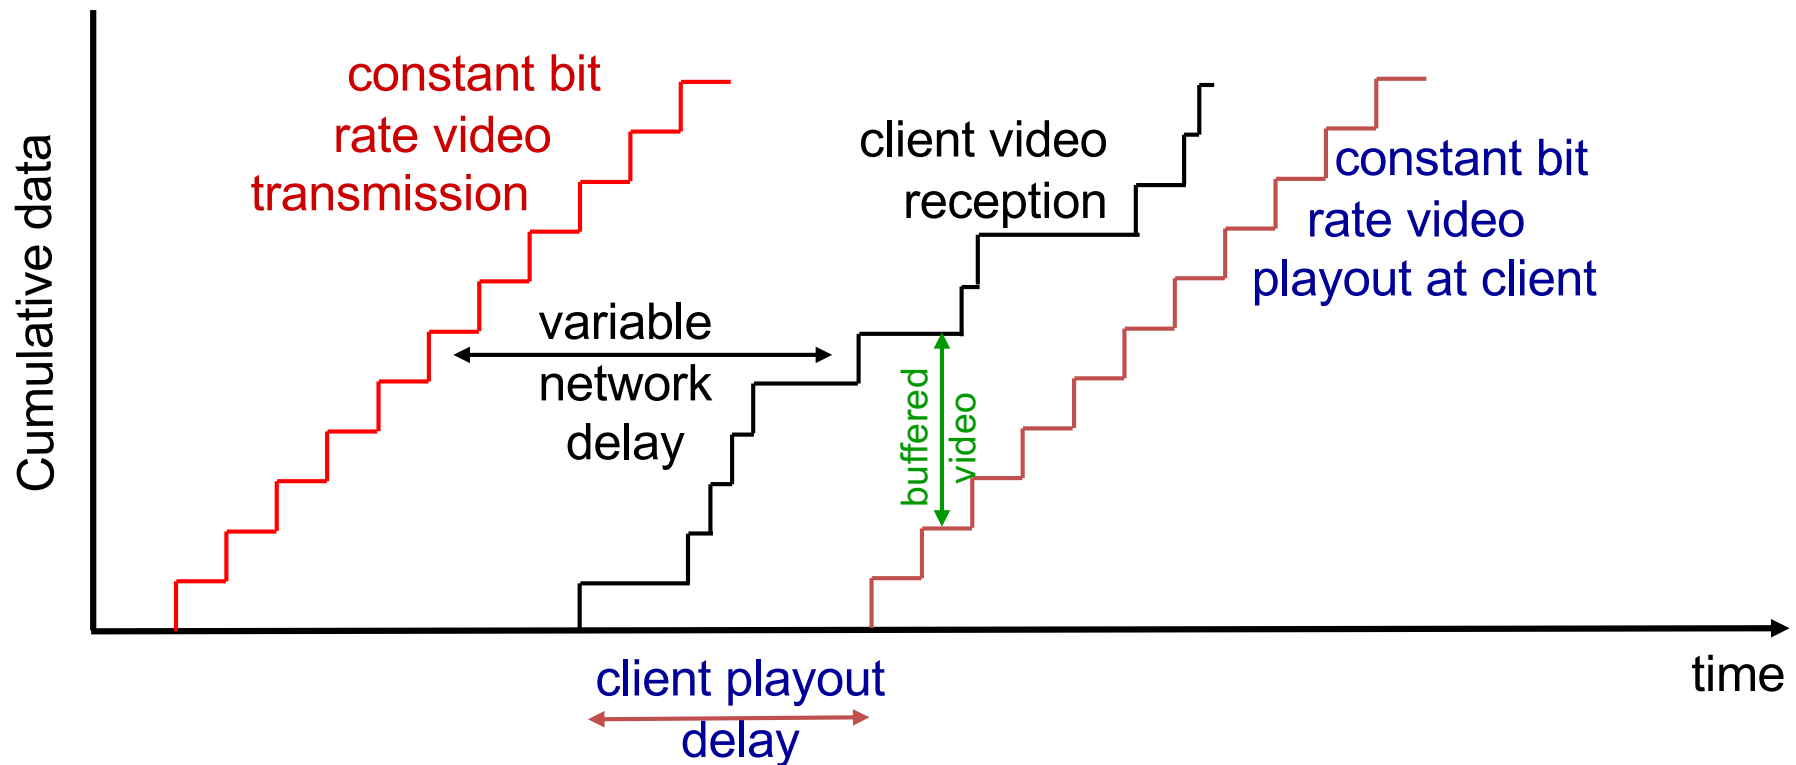 Cumulative data
constant bit
rate video
transmission
variable
network
delay
client video
reception
buffered
video
constant bit
rate video
playout at client
client playout
delay
time